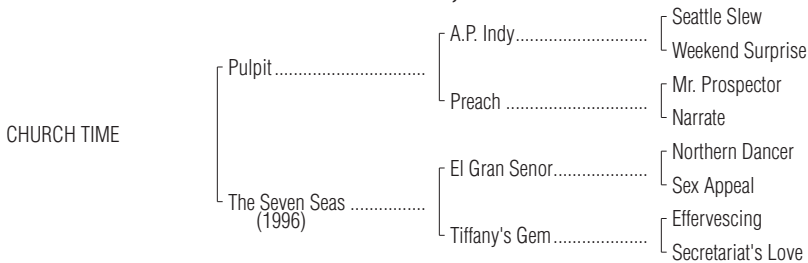 Seattle Slew
A.P. Indy
Weekend Surprise
Pulpit
Mr. Prospector
Preach
Narrate
CHURCH TIME
Northern Dancer
El Gran Senor
Sex Appeal
The Seven Seas
(1996)
Effervescing
Tiffany's Gem
Secretariat's Love